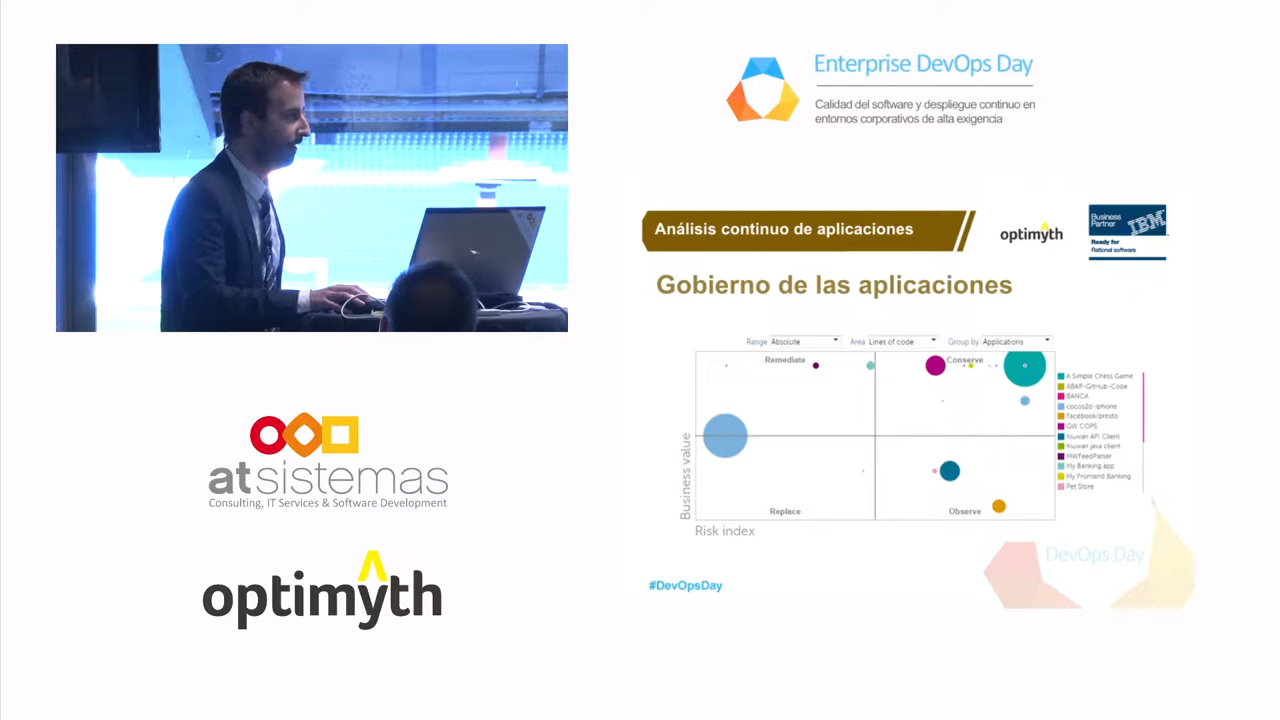 Enterprise DevOps Day
Calidad del software y despliegue continuo en
entornos corporativos de alta exigencia
Análisis continuo de aplicaciones
optimyth
Business
Partner
IBM
Ready for
Rational software
Gobierno de las aplicaciones
Range Absolute Area Lines of code Group by Applications
Remediate Conserve
Replace Observe
Business value
Risk index
A Simple Chess Game
ABAP-GitHub-Code
BANCA
cocos2d-iphone
Facebook/presto
GW COPS
Kiuwan API Client
Kiuwan java client
MWFeedParser
My Banking app
My Frontend Banking
Pet Store
DevOps Day
#DevOpsDay
atsistemas
Consulting, IT Services & Software Development
optimyth